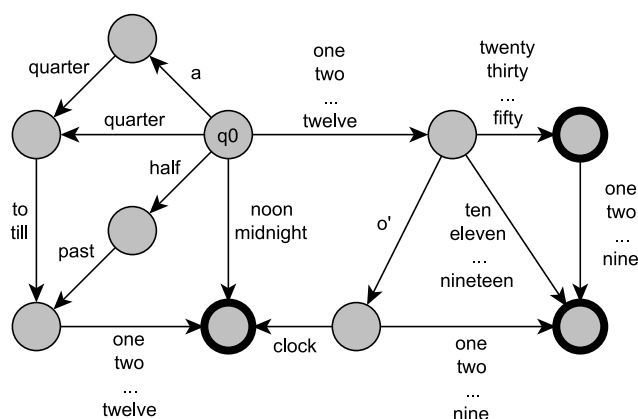 quarter
a
one
two
...
twelve
twenty
thirty
...
fifty
quarter
q0
half
to
till
past
noon
midnight
o'
ten
eleven
...
nineteen
one
two
...
nine
one
two
...
twelve
clock
one
two
...
nine